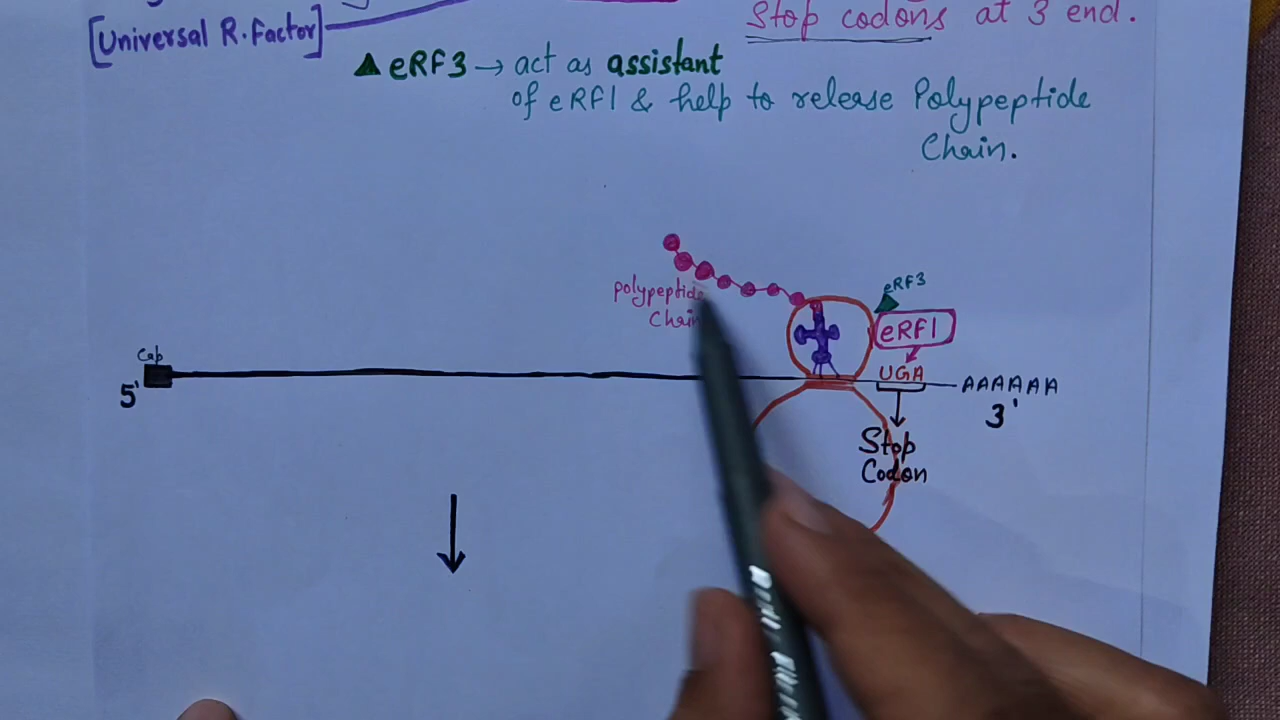 Stop codons at 3 end.
[Universal R.Factor]
▲ eRF3 → act as assistant
of eRF1 & help to release Polypeptide
Chain.
polypeptide
Chain
eRF3
eRF1
UGA
Cap
5'
AAAAAA
3'
Stop
Codon